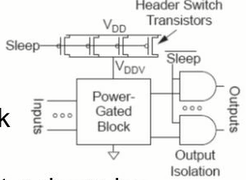 Header Switch
Transistors
VDD
Sleep
Sleep
VDDV
Power-
Gated
Block
Inputs
Outputs
Output
Isolation
k